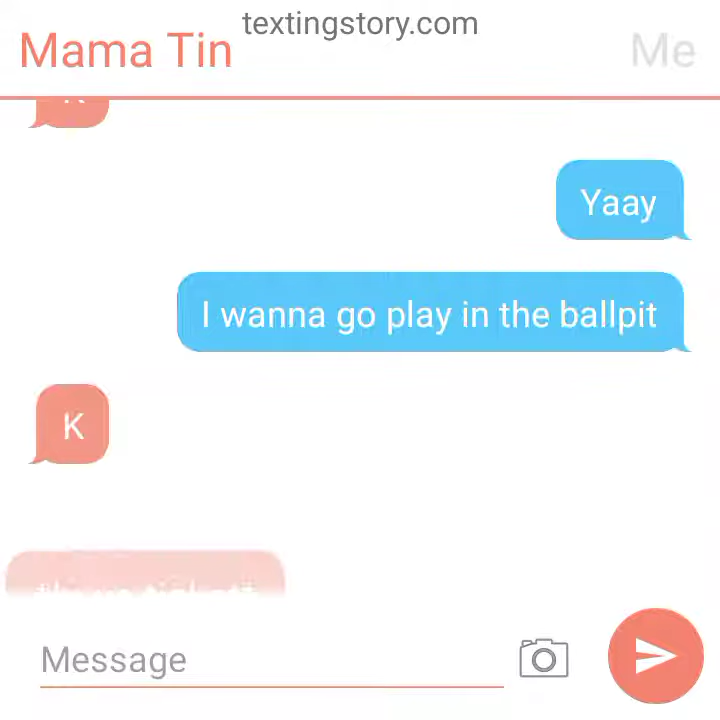 textingstory.com
Mama Tin
Me
K
Yaay
I wanna go play in the ballpit
K
Message